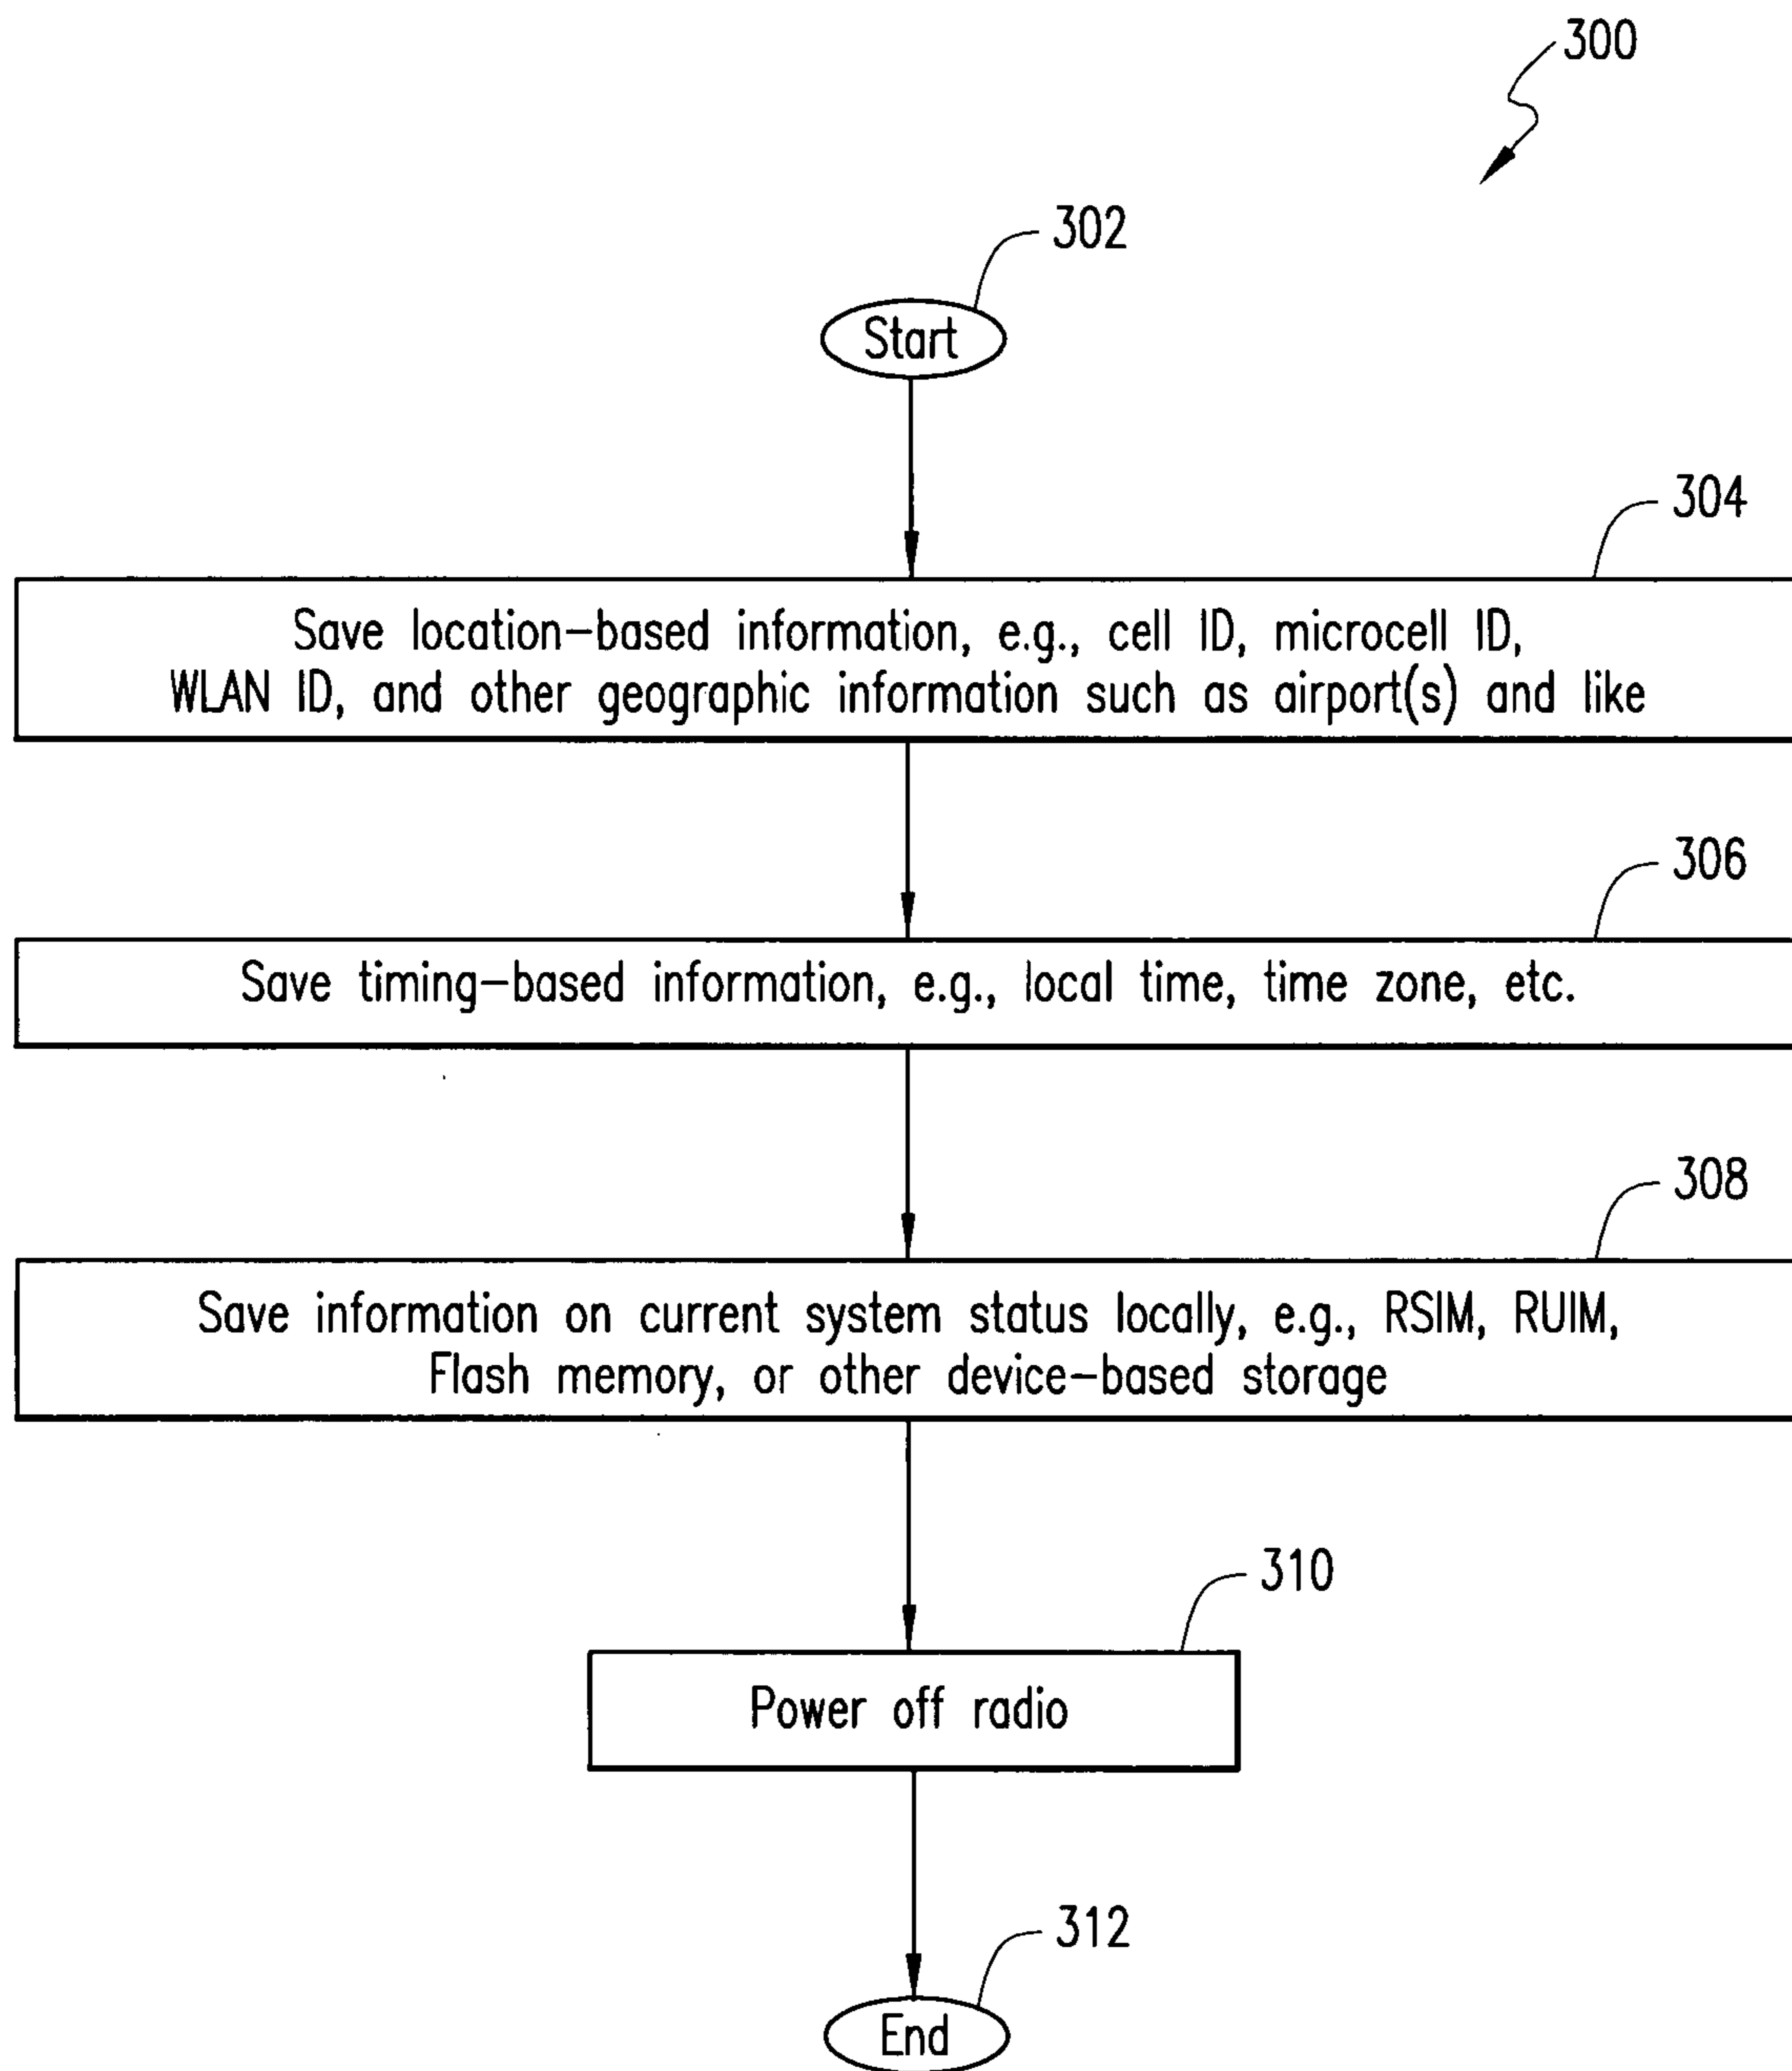 300
302
Start
304
Save location-based information, e.g., cell ID, microcell ID,
WLAN ID, and other geographic information such as airport(s) and like
306
Save timing-based information, e.g., local time, time zone, etc.
308
Save information on current system status locally, e.g., RSIM, RUIM,
Flash memory, or other device-based storage
310
Power off radio
312
End